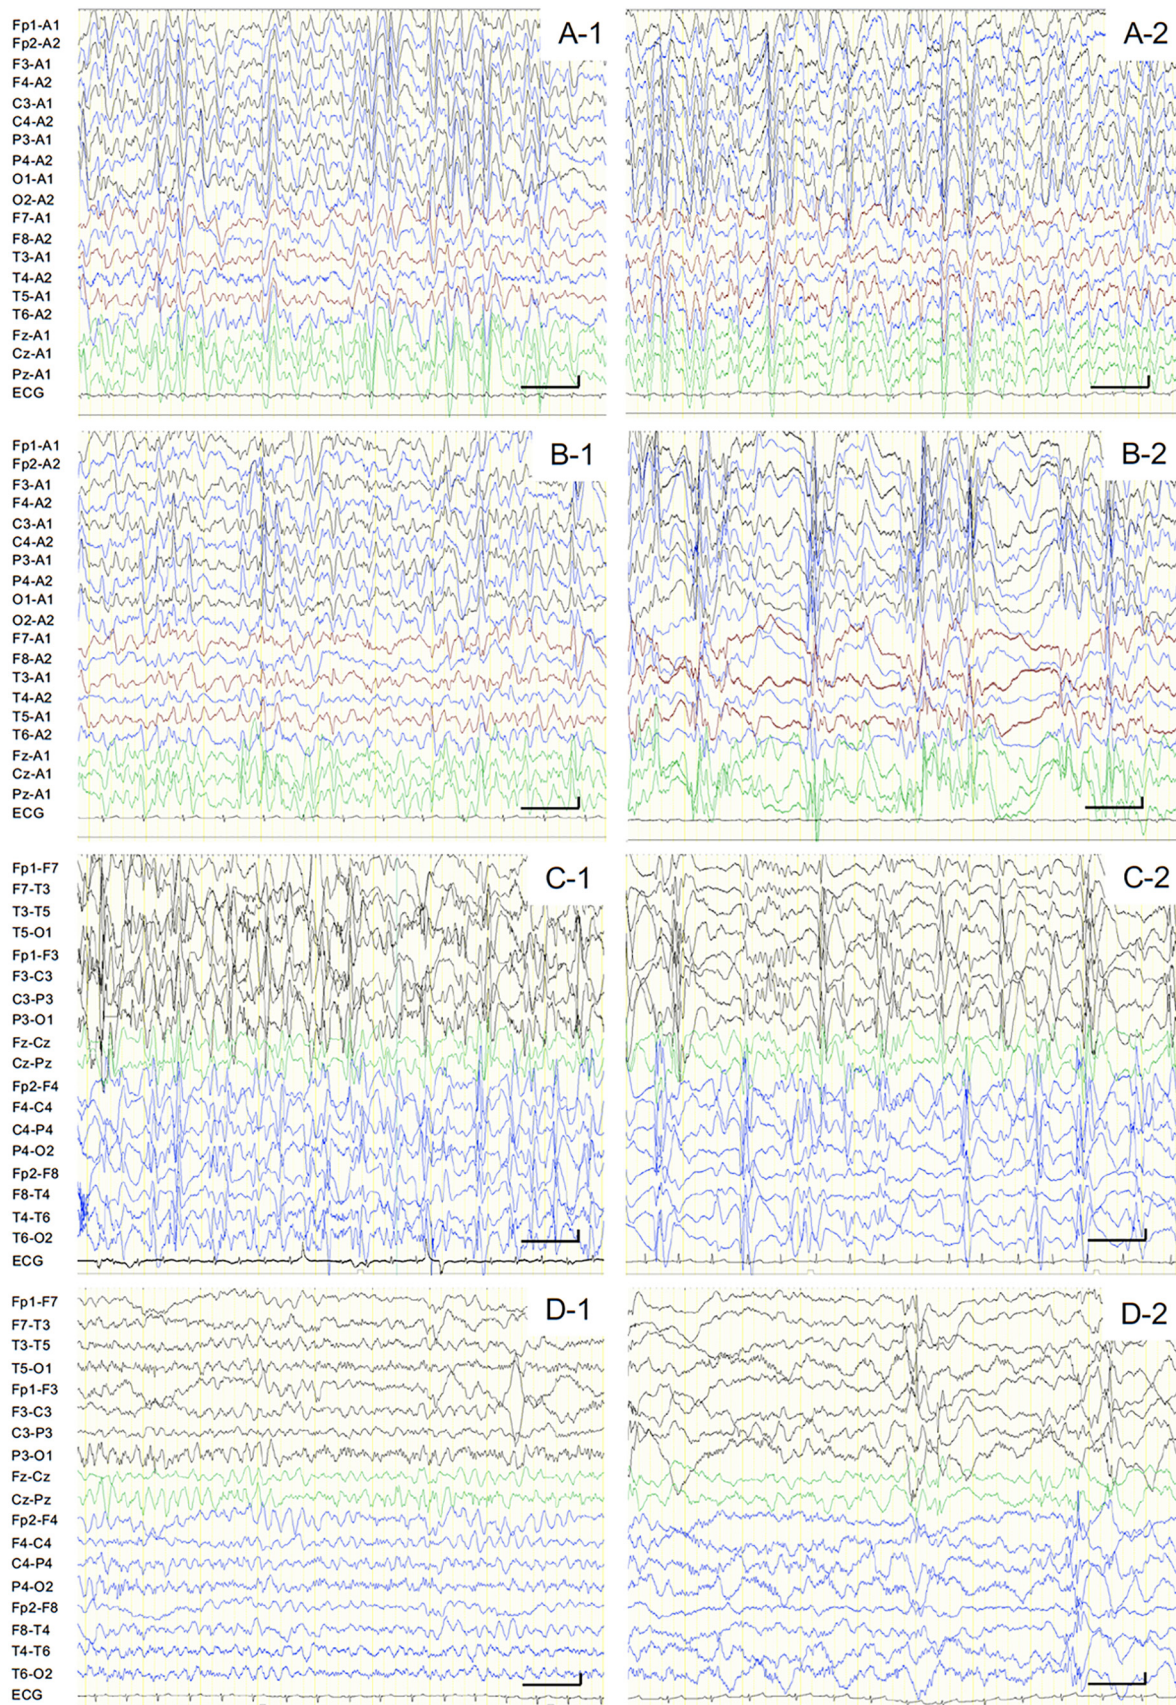 A-1
A-2
Fp1-A1
Fp2-A2
F3-A1
F4-A2
C3-A1
C4-A2
P3-A1
P4-A2
O1-A1
O2-A2
F7-A1
F8-A2
T3-A1
T4-A2
T5-A1
T6-A2
Fz-A1
Cz-A1
Pz-A1
ECG
B-1
B-2
Fp1-A1
Fp2-A2
F3-A1
F4-A2
C3-A1
C4-A2
P3-A1
P4-A2
O1-A1
O2-A2
F7-A1
F8-A2
T3-A1
T4-A2
T5-A1
T6-A2
Fz-A1
Cz-A1
Pz-A1
ECG
C-1
C-2
Fp1-F7
F7-T3
T3-T5
T5-O1
Fp1-F3
F3-C3
C3-P3
P3-O1
Fz-Cz
Cz-Pz
Fp2-F4
F4-C4
C4-P4
P4-O2
Fp2-F8
F8-T4
T4-T6
T6-O2
ECG
D-1
D-2
Fp1-F7
F7-T3
T3-T5
T5-O1
Fp1-F3
F3-C3
C3-P3
P3-O1
Fz-Cz
Cz-Pz
Fp2-F4
F4-C4
C4-P4
P4-O2
Fp2-F8
F8-T4
T4-T6
T6-O2
ECG